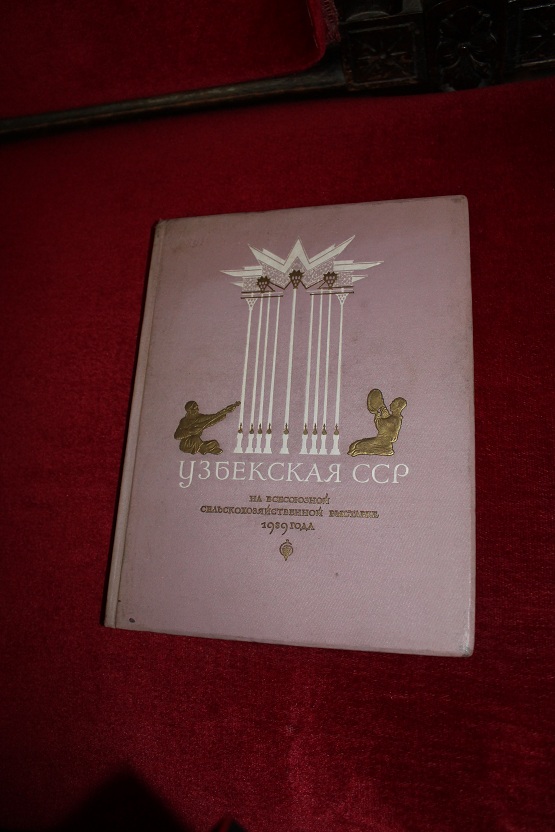 УЗБЕКСКАЯ ССР
НА ВСЕСОЮЗНОЙ
СЕЛЬСКОХОЗЯЙСТВЕННОЙ ВЫСТАВКЕ
1939 ГОДА